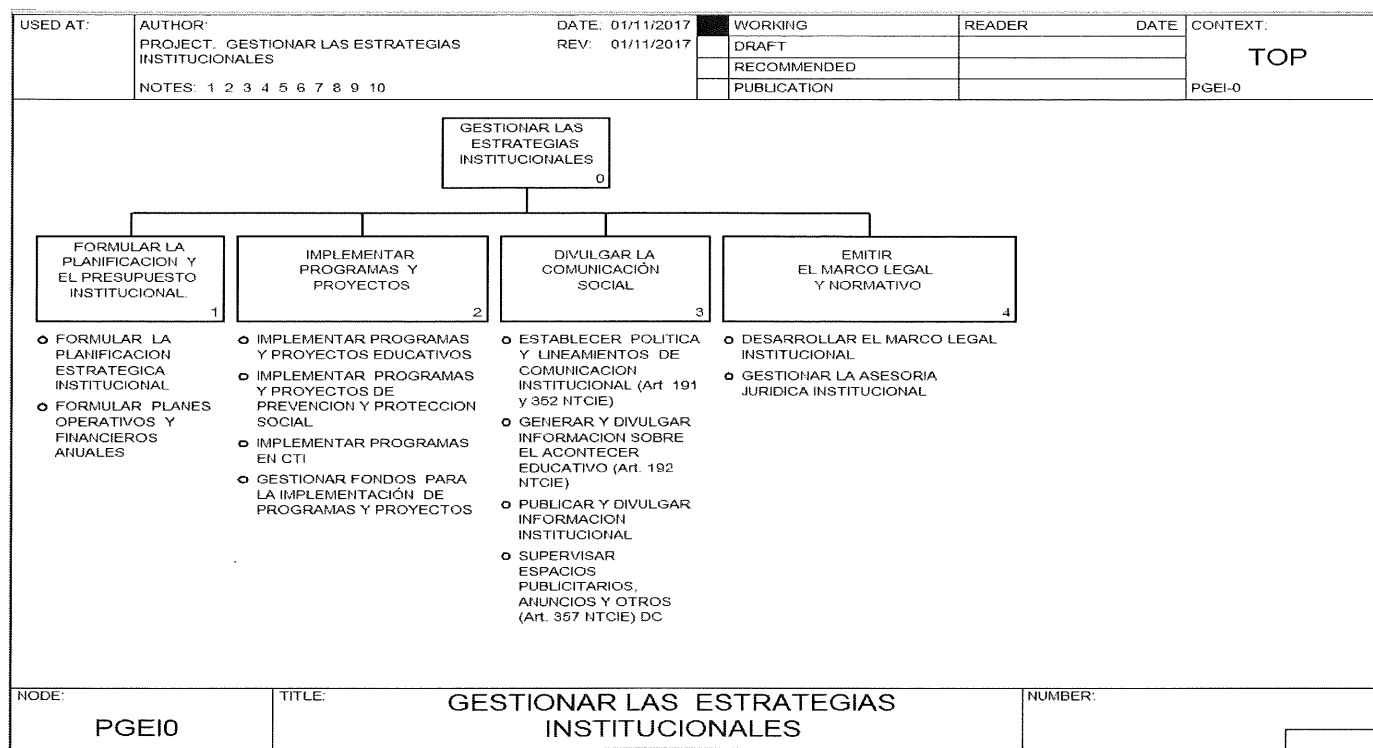 USED AT:
AUTHOR:
DATE: 01/11/2017
PROJECT. GESTIONAR LAS ESTRATEGIAS
INSTITUCIONALES
REV: 01/11/2017
NOTES: 1 2 3 4 5 6 7 8 9 10
WORKING
DRAFT
RECOMMENDED
PUBLICATION
READER
DATE
CONTEXT:
TOP
PGEI-0
GESTIONAR LAS
ESTRATEGIAS
INSTITUCIONALES
0
FORMULAR LA
PLANIFICACION Y
EL PRESUPUESTO
INSTITUCIONAL.
1
IMPLEMENTAR
PROGRAMAS Y
PROYECTOS
2
DIVULGAR LA
COMUNICACIÓN
SOCIAL
3
EMITIR
EL MARCO LEGAL
Y NORMATIVO
4
FORMULAR LA
PLANIFICACION
ESTRATEGICA
INSTITUCIONAL
FORMULAR PLANES
OPERATIVOS Y
FINANCIEROS
ANUALES
IMPLEMENTAR PROGRAMAS
Y PROYECTOS EDUCATIVOS
IMPLEMENTAR PROGRAMAS
Y PROYECTOS DE
PREVENCION Y PROTECCION
SOCIAL
IMPLEMENTAR PROGRAMAS
EN CTI
GESTIONAR FONDOS PARA
LA IMPLEMENTACIÓN DE
PROGRAMAS Y PROYECTOS
ESTABLECER POLITICA
Y LINEAMIENTOS DE
COMUNICACION
INSTITUCIONAL (Art 191
y 352 NTCIE)
GENERAR Y DIVULGAR
INFORMACION SOBRE
EL ACONTECER
EDUCATIVO (Art. 192
NTCIE)
PUBLICAR Y DIVULGAR
INFORMACION
INSTITUCIONAL
SUPERVISAR
ESPACIOS
PUBLICITARIOS,
ANUNCIOS Y OTROS
(Art. 357 NTCIE) DC
DESARROLLAR EL MARCO LEGAL
INSTITUCIONAL
GESTIONAR LA ASESORIA
JURIDICA INSTITUCIONAL
NODE:
PGEI0
TITLE:
GESTIONAR LAS ESTRATEGIAS
INSTITUCIONALES
NUMBER: